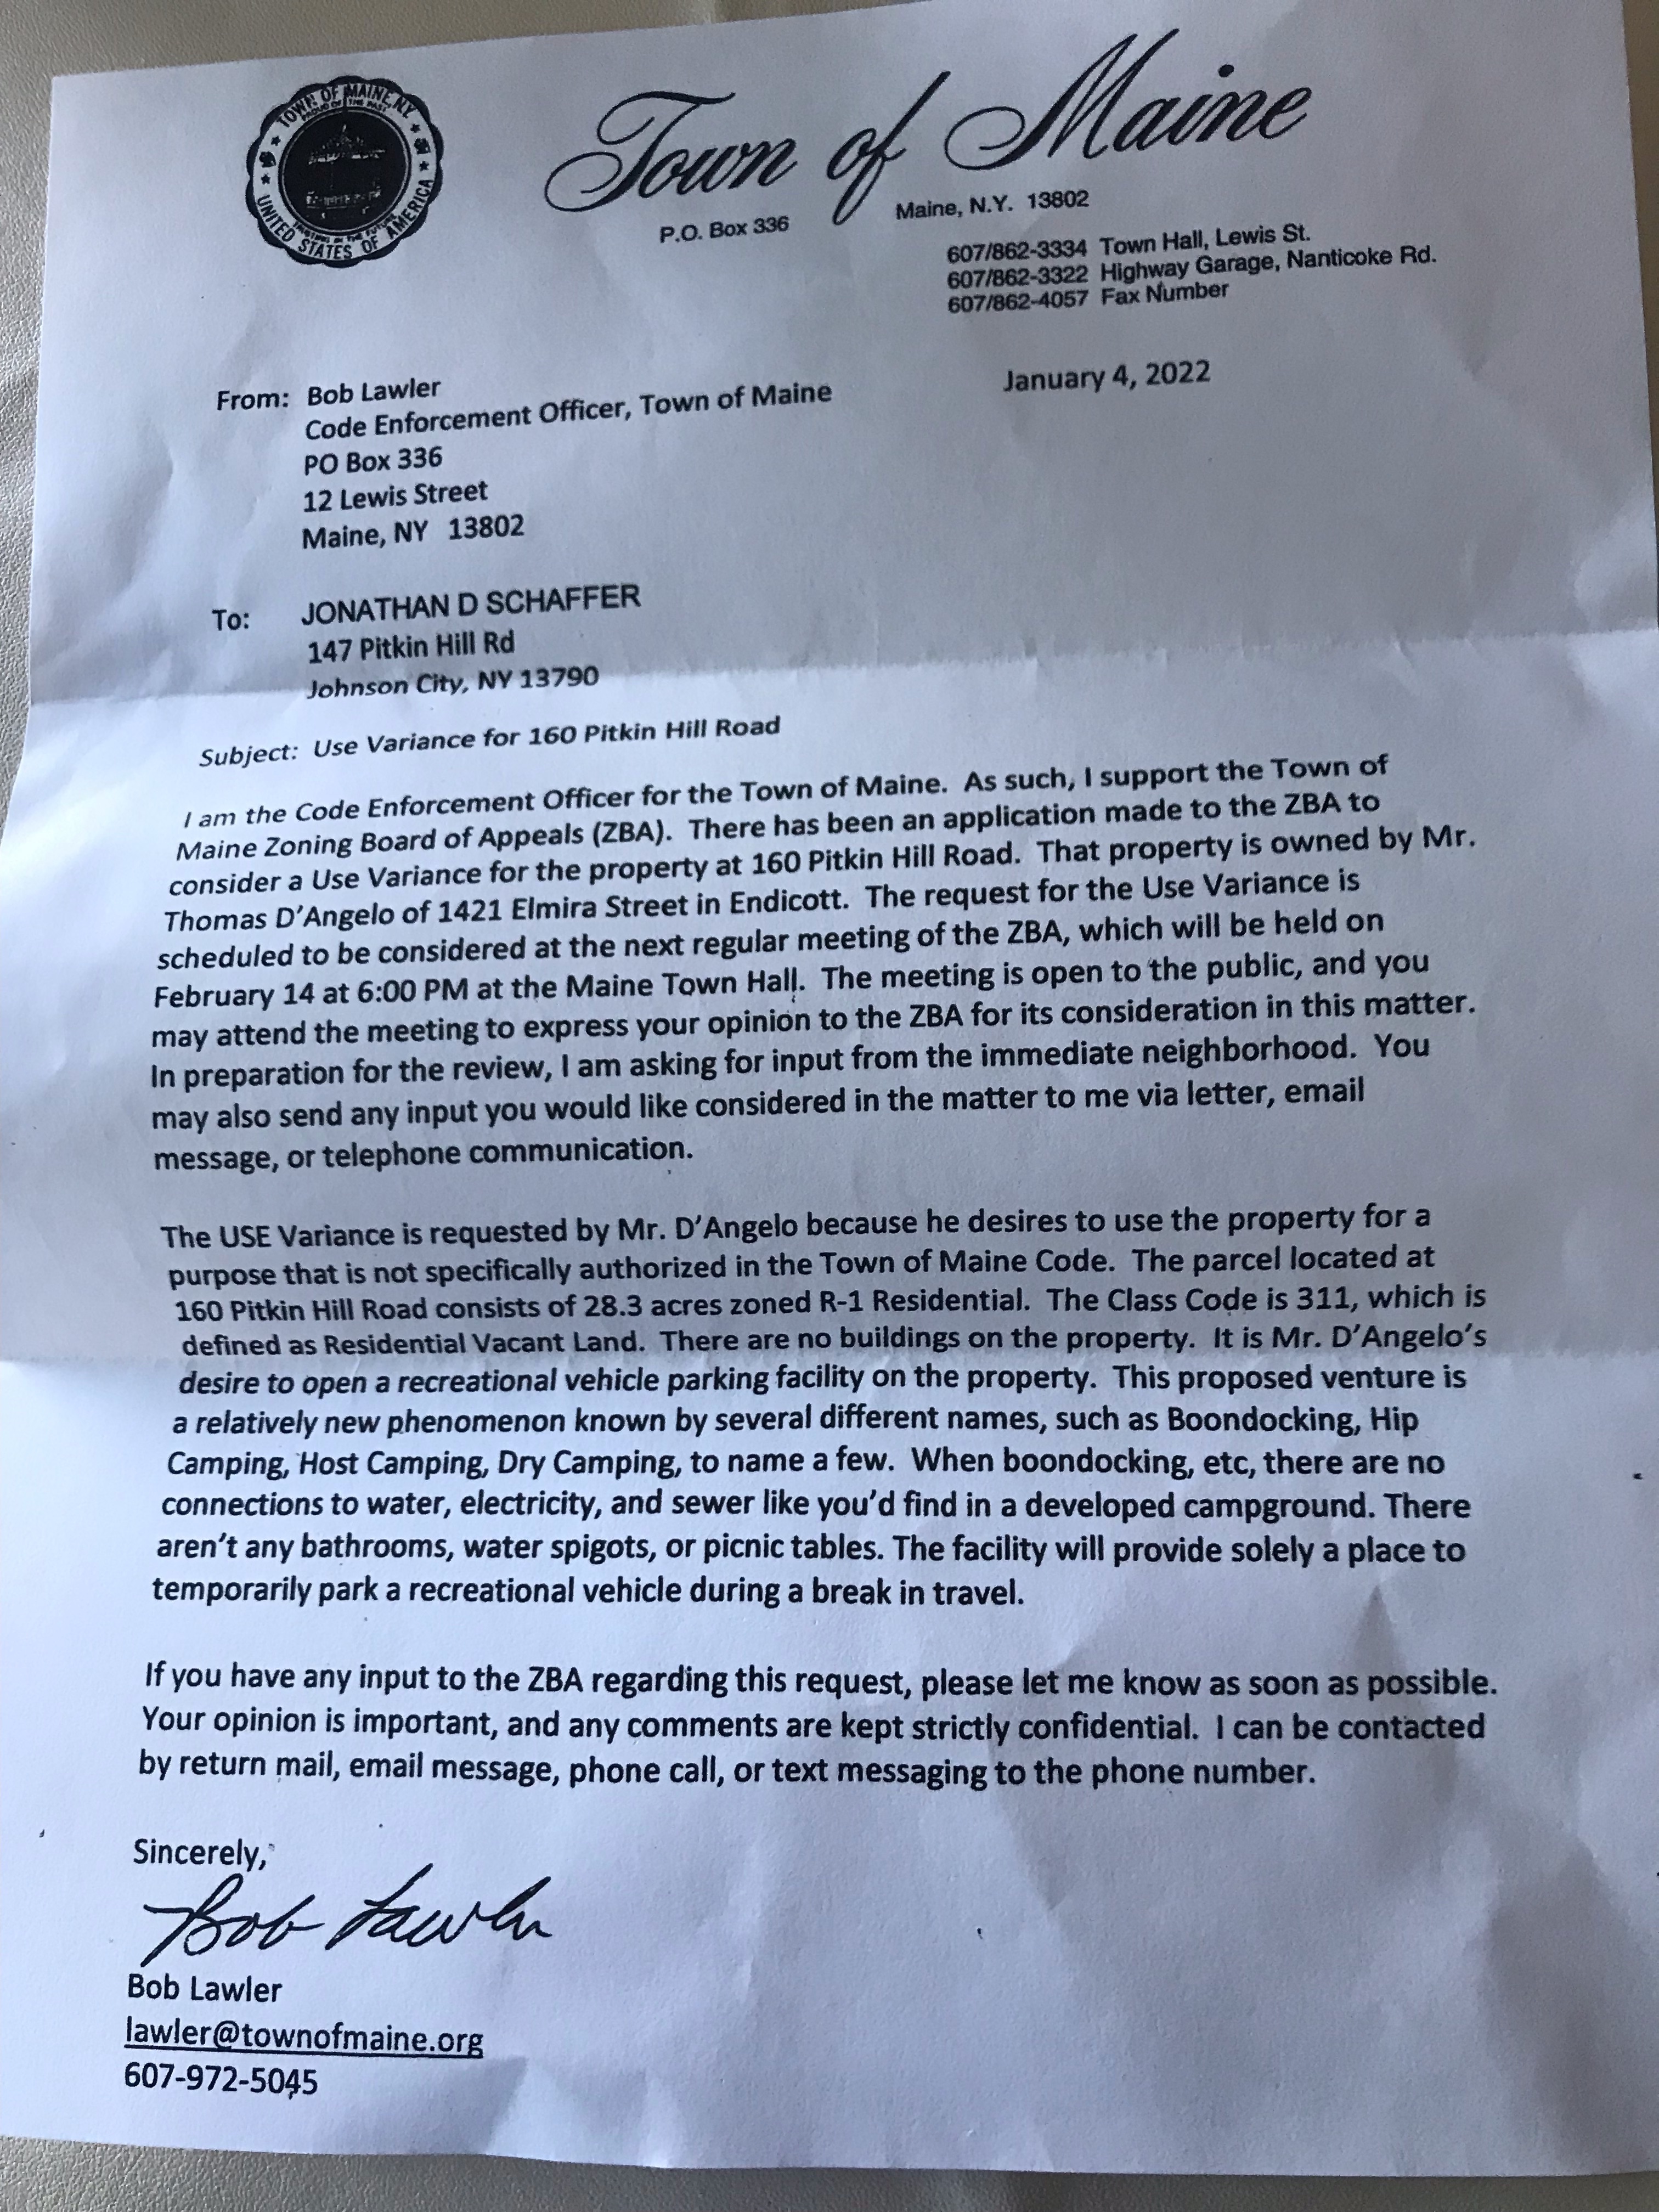 TOWN OF MAINE, N.Y.
PROUD OF THE PAST
UNITED STATES OF AMERICA
Town of Maine
P.O. Box 336 Maine, N.Y. 13802
607/862-3334 Town Hall, Lewis St.
607/862-3322 Highway Garage, Nanticoke Rd.
607/862-4057 Fax Number
January 4, 2022
From: Bob Lawler
Code Enforcement Officer, Town of Maine
PO Box 336
12 Lewis Street
Maine, NY 13802
To: JONATHAN D SCHAFFER
147 Pitkin Hill Rd
Johnson City, NY 13790
Subject: Use Variance for 160 Pitkin Hill Road
I am the Code Enforcement Officer for the Town of Maine. As such, I support the Town of
Maine Zoning Board of Appeals (ZBA). There has been an application made to the ZBA to
consider a Use Variance for the property at 160 Pitkin Hill Road. That property is owned by Mr.
Thomas D'Angelo of 1421 Elmira Street in Endicott. The request for the Use Variance is
scheduled to be considered at the next regular meeting of the ZBA, which will be held on
February 14 at 6:00 PM at the Maine Town Hall. The meeting is open to the public, and you
may attend the meeting to express your opinion to the ZBA for its consideration in this matter.
In preparation for the review, I am asking for input from the immediate neighborhood. You
may also send any input you would like considered in the matter to me via letter, email
message, or telephone communication.
The USE Variance is requested by Mr. D'Angelo because he desires to use the property for a
purpose that is not specifically authorized in the Town of Maine Code. The parcel located at
160 Pitkin Hill Road consists of 28.3 acres zoned R-1 Residential. The Class Code is 311, which is
defined as Residential Vacant Land. There are no buildings on the property. It is Mr. D'Angelo's
desire to open a recreational vehicle parking facility on the property. This proposed venture is
a relatively new phenomenon known by several different names, such as Boondocking, Hip
Camping, Host Camping, Dry Camping, to name a few. When boondocking, etc, there are no
connections to water, electricity, and sewer like you'd find in a developed campground. There
aren't any bathrooms, water spigots, or picnic tables. The facility will provide solely a place to
temporarily park a recreational vehicle during a break in travel.
If you have any input to the ZBA regarding this request, please let me know as soon as possible.
Your opinion is important, and any comments are kept strictly confidential. I can be contacted
by return mail, email message, phone call, or text messaging to the phone number.
Sincerely,
Bob Lawler
Bob Lawler
lawler@townofmaine.org
607-972-5045